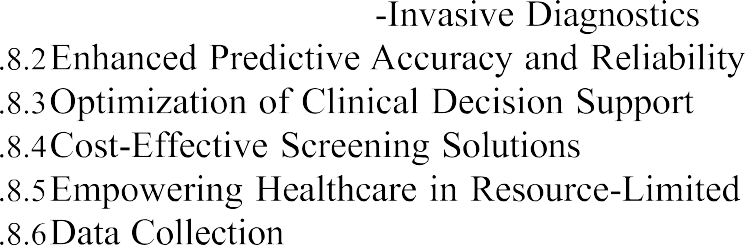 -Invasive Diagnostics
.8.2 Enhanced Predictive Accuracy and Reliability
.8.3 Optimization of Clinical Decision Support
.8.4 Cost-Effective Screening Solutions
.8.5 Empowering Healthcare in Resource-Limited
.8.6 Data Collection